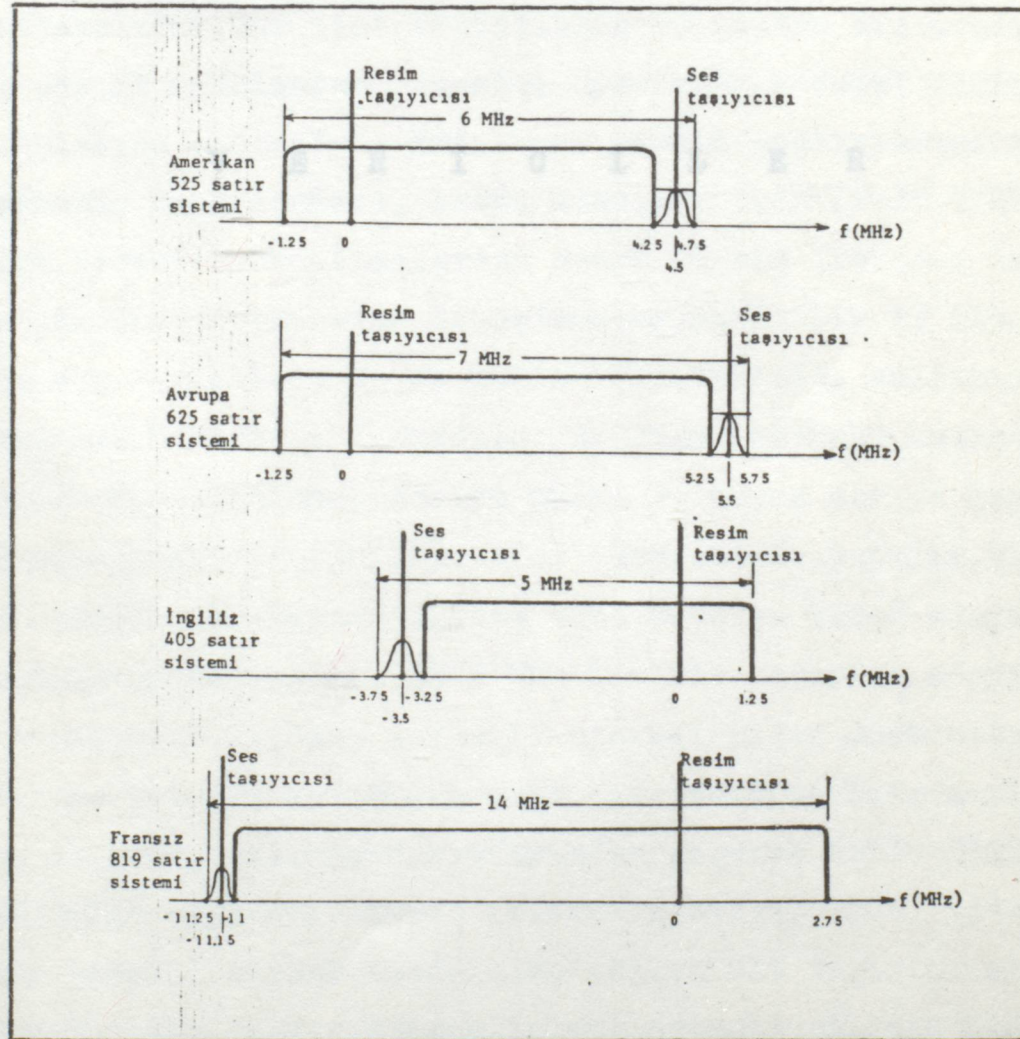 Resim
taşıyıcısı
Ses
taşıyıcısı
6 MHz
Amerikan
525 satır
sistemi
-1.25
0
4.25
4.75
4.5
f(MHz)
Resim
taşıyıcısı
Ses
taşıyıcısı
7 MHz
Avrupa
625 satır
sistemi
-1.25
0
5.25
5.75
5.5
f(MHz)
Ses
taşıyıcısı
Resim
taşıyıcısı
5 MHz
İngiliz
405 satır
sistemi
-3.75
-3.25
-3.5
0
1.25
f(MHz)
Ses
taşıyıcısı
Resim
taşıyıcısı
14 MHz
Fransız
819 satır
sistemi
-11.25
-11
-11.15
0
2.75
f(MHz)